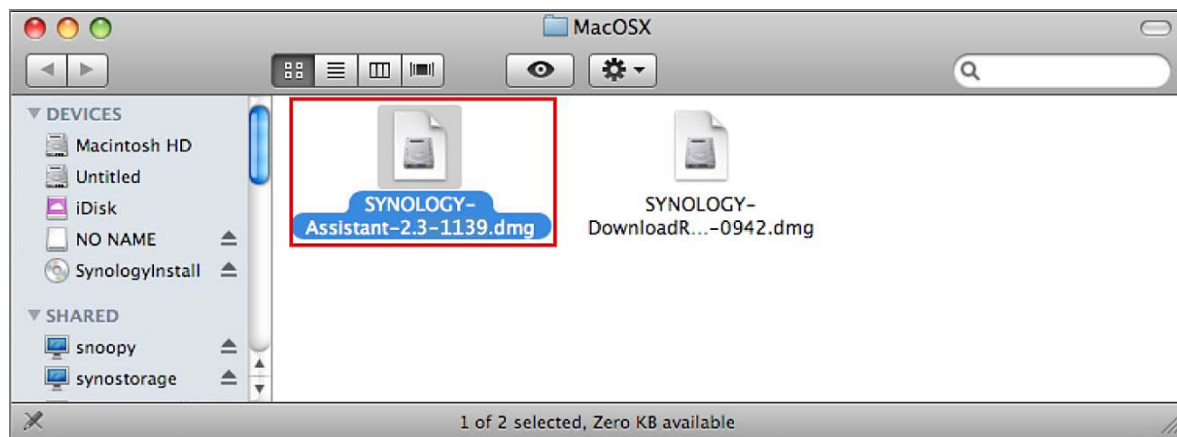 MacOSX
DEVICES
Macintosh HD
Untitled
iDisk
NO NAME
SynologyInstall
SHARED
snoopy
synostorage
SYNOLOGY-
Assistant-2.3-1139.dmg
SYNOLOGY-
DownloadR...-0942.dmg
1 of 2 selected, Zero KB available